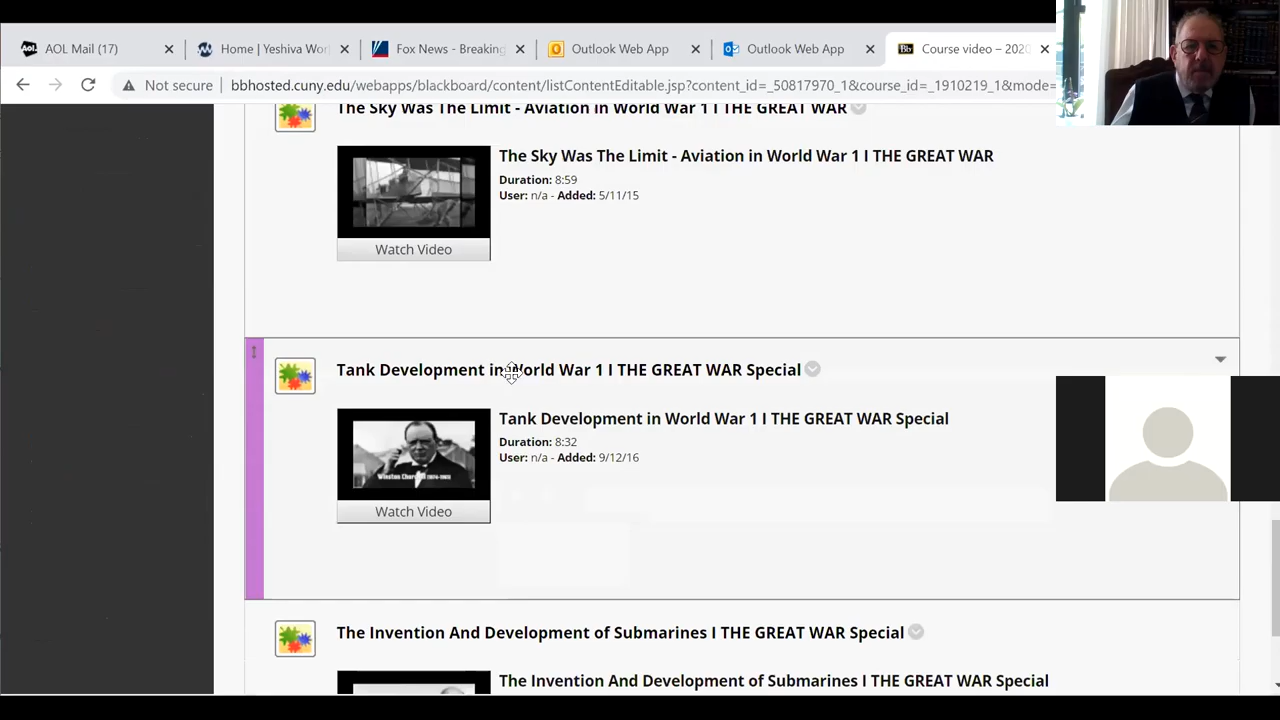 AOL Mail (17)
Home | Yeshiva Wor
Fox News - Breaking
Outlook Web App
Outlook Web App
Bb Course video – 2020
Not secure bbhosted.cuny.edu/webapps/blackboard/content/listContentEditable.jsp?content_id=_50817970_1&course_id=_1910219_1&mode=
The Sky Was The Limit - Aviation in World War 1 I THE GREAT WAR
The Sky Was The Limit - Aviation in World War 1 I THE GREAT WAR
Duration: 8:59
User: n/a - Added: 5/11/15
Watch Video
Tank Development in World War 1 I THE GREAT WAR Special
Tank Development in World War 1 I THE GREAT WAR Special
Duration: 8:32
User: n/a - Added: 9/12/16
Watch Video
The Invention And Development of Submarines I THE GREAT WAR Special
The Invention And Development of Submarines I THE GREAT WAR Special